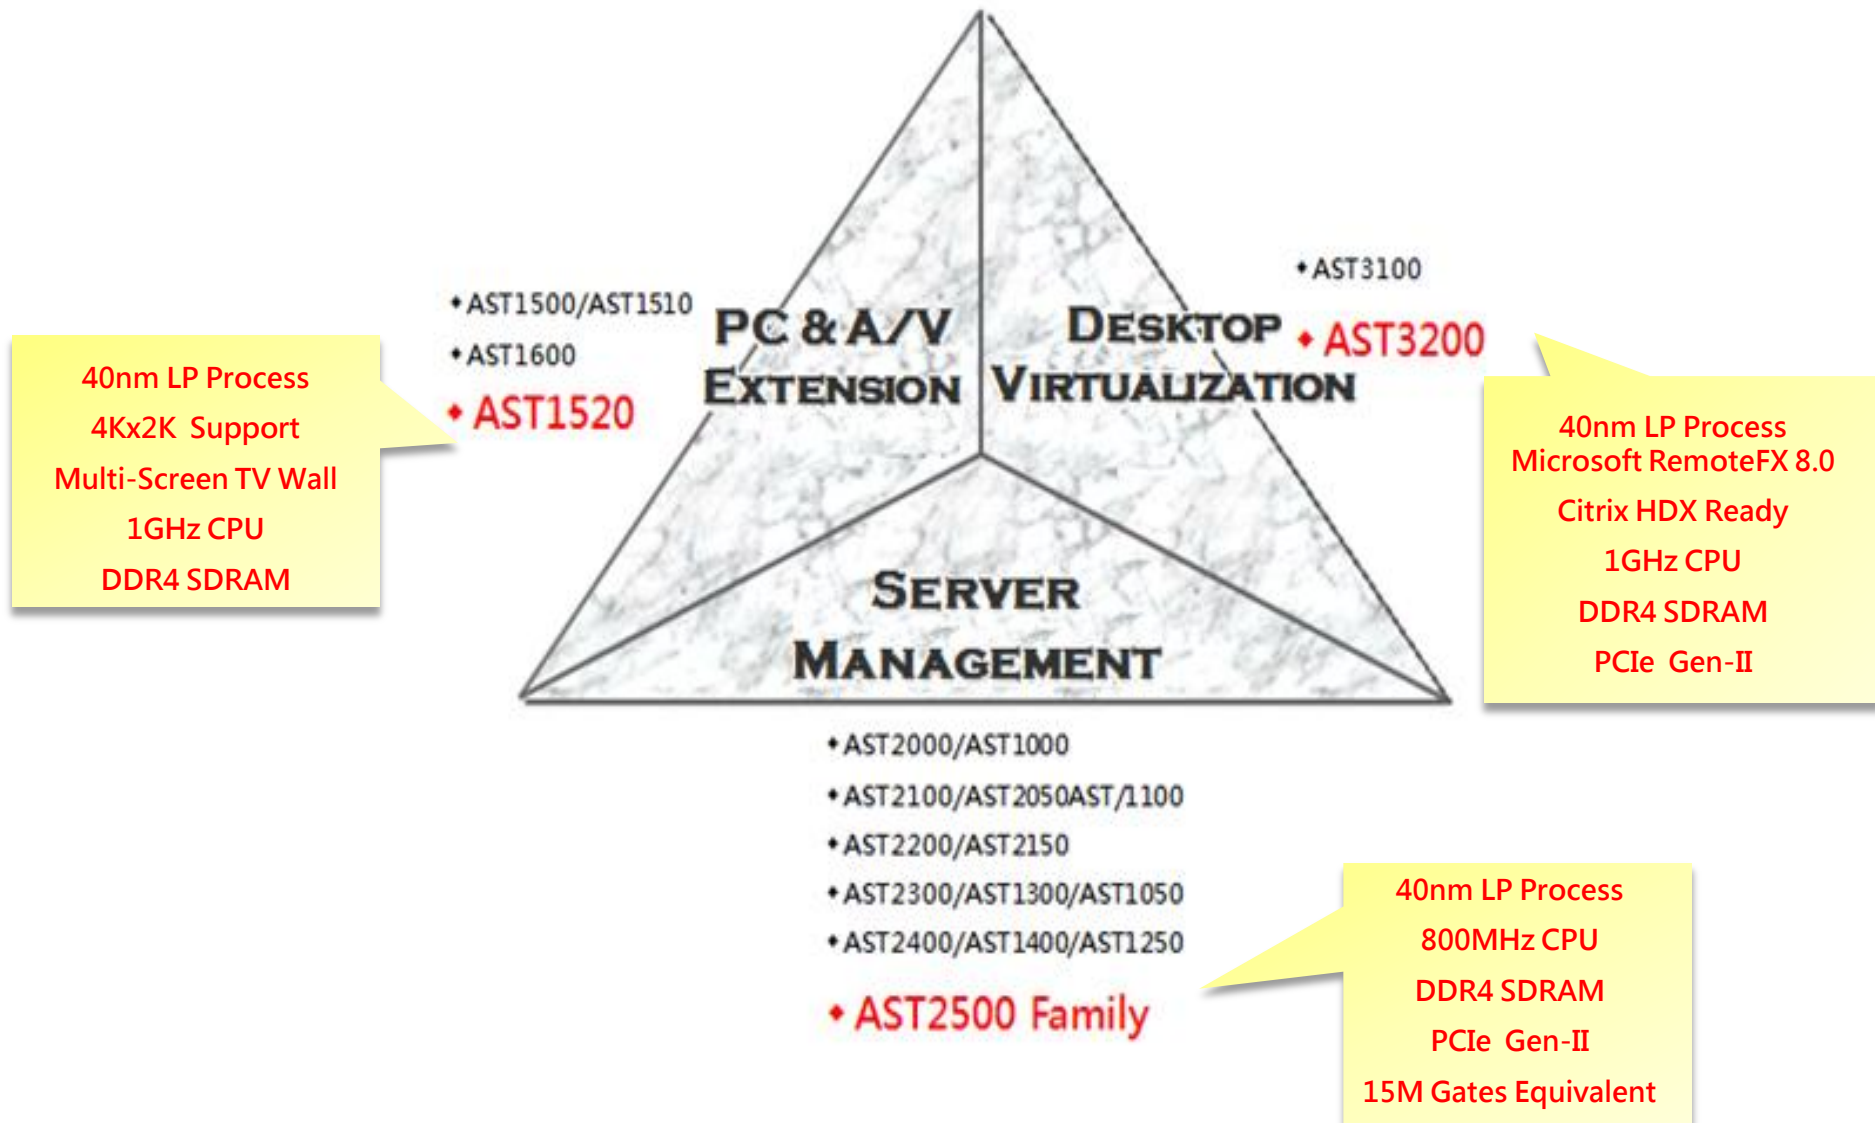 ◆AST1500/AST1510
◆AST1600
◆AST1520
40nm LP Process
4Kx2K Support
Multi-Screen TV Wall
1GHz CPU
DDR4 SDRAM
PC & A/V
EXTENSION
DESKTOP
VIRTUALIZATION
◆AST3100
◆AST3200
40nm LP Process
Microsoft RemoteFX 8.0
Citrix HDX Ready
1GHz CPU
DDR4 SDRAM
PCIe Gen-II
SERVER
MANAGEMENT
◆AST2000/AST1000
◆AST2100/AST2050AST/1100
◆AST2200/AST2150
◆AST2300/AST1300/AST1050
◆AST2400/AST1400/AST1250
◆AST2500 Family
40nm LP Process
800MHz CPU
DDR4 SDRAM
PCIe Gen-II
15M Gates Equivalent